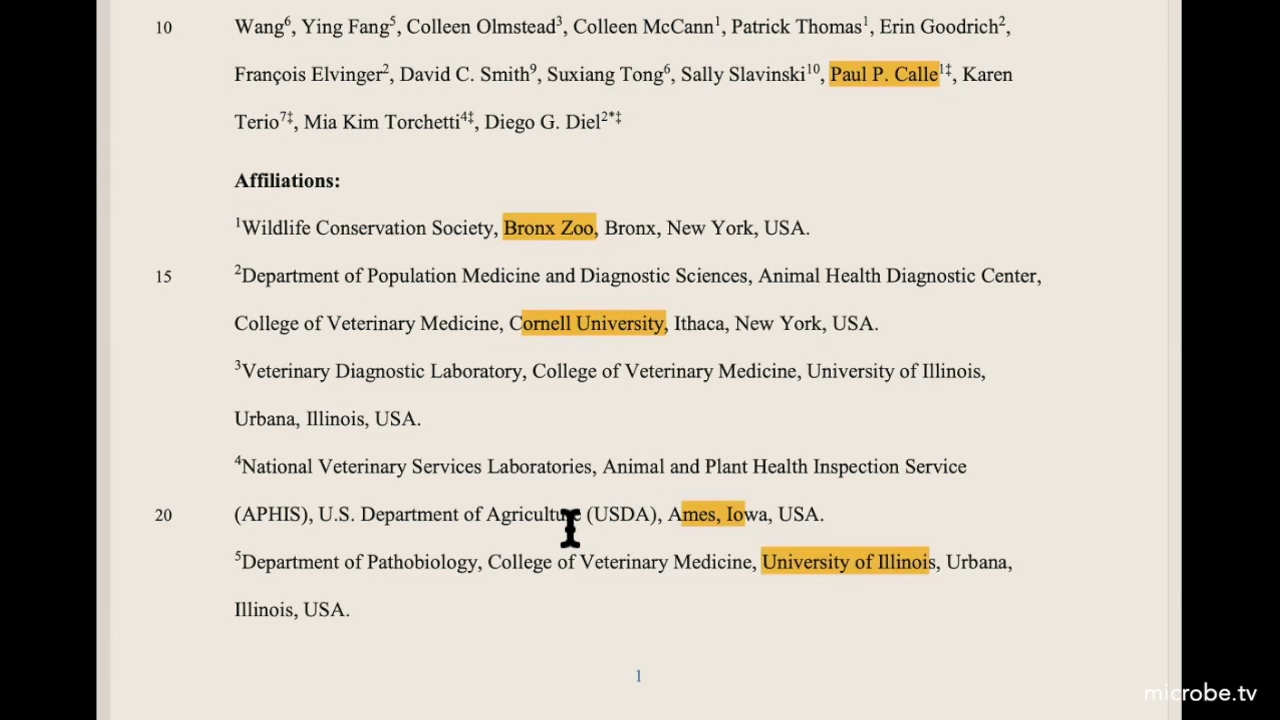 10 Wang⁶, Ying Fang⁵, Colleen Olmstead³, Colleen McCann¹, Patrick Thomas¹, Erin Goodrich²,
François Elvinger², David C. Smith⁹, Suxiang Tong⁶, Sally Slavinski¹⁰, Paul P. Calle¹‡, Karen
Terio⁷‡, Mia Kim Torchetti⁴‡, Diego G. Diel²*‡
Affiliations:
¹Wildlife Conservation Society, Bronx Zoo, Bronx, New York, USA.
15 ²Department of Population Medicine and Diagnostic Sciences, Animal Health Diagnostic Center,
College of Veterinary Medicine, Cornell University, Ithaca, New York, USA.
³Veterinary Diagnostic Laboratory, College of Veterinary Medicine, University of Illinois,
Urbana, Illinois, USA.
⁴National Veterinary Services Laboratories, Animal and Plant Health Inspection Service
20 (APHIS), U.S. Department of Agriculture (USDA), Ames, Iowa, USA.
⁵Department of Pathobiology, College of Veterinary Medicine, University of Illinois, Urbana,
Illinois, USA.
1
microbe.tv